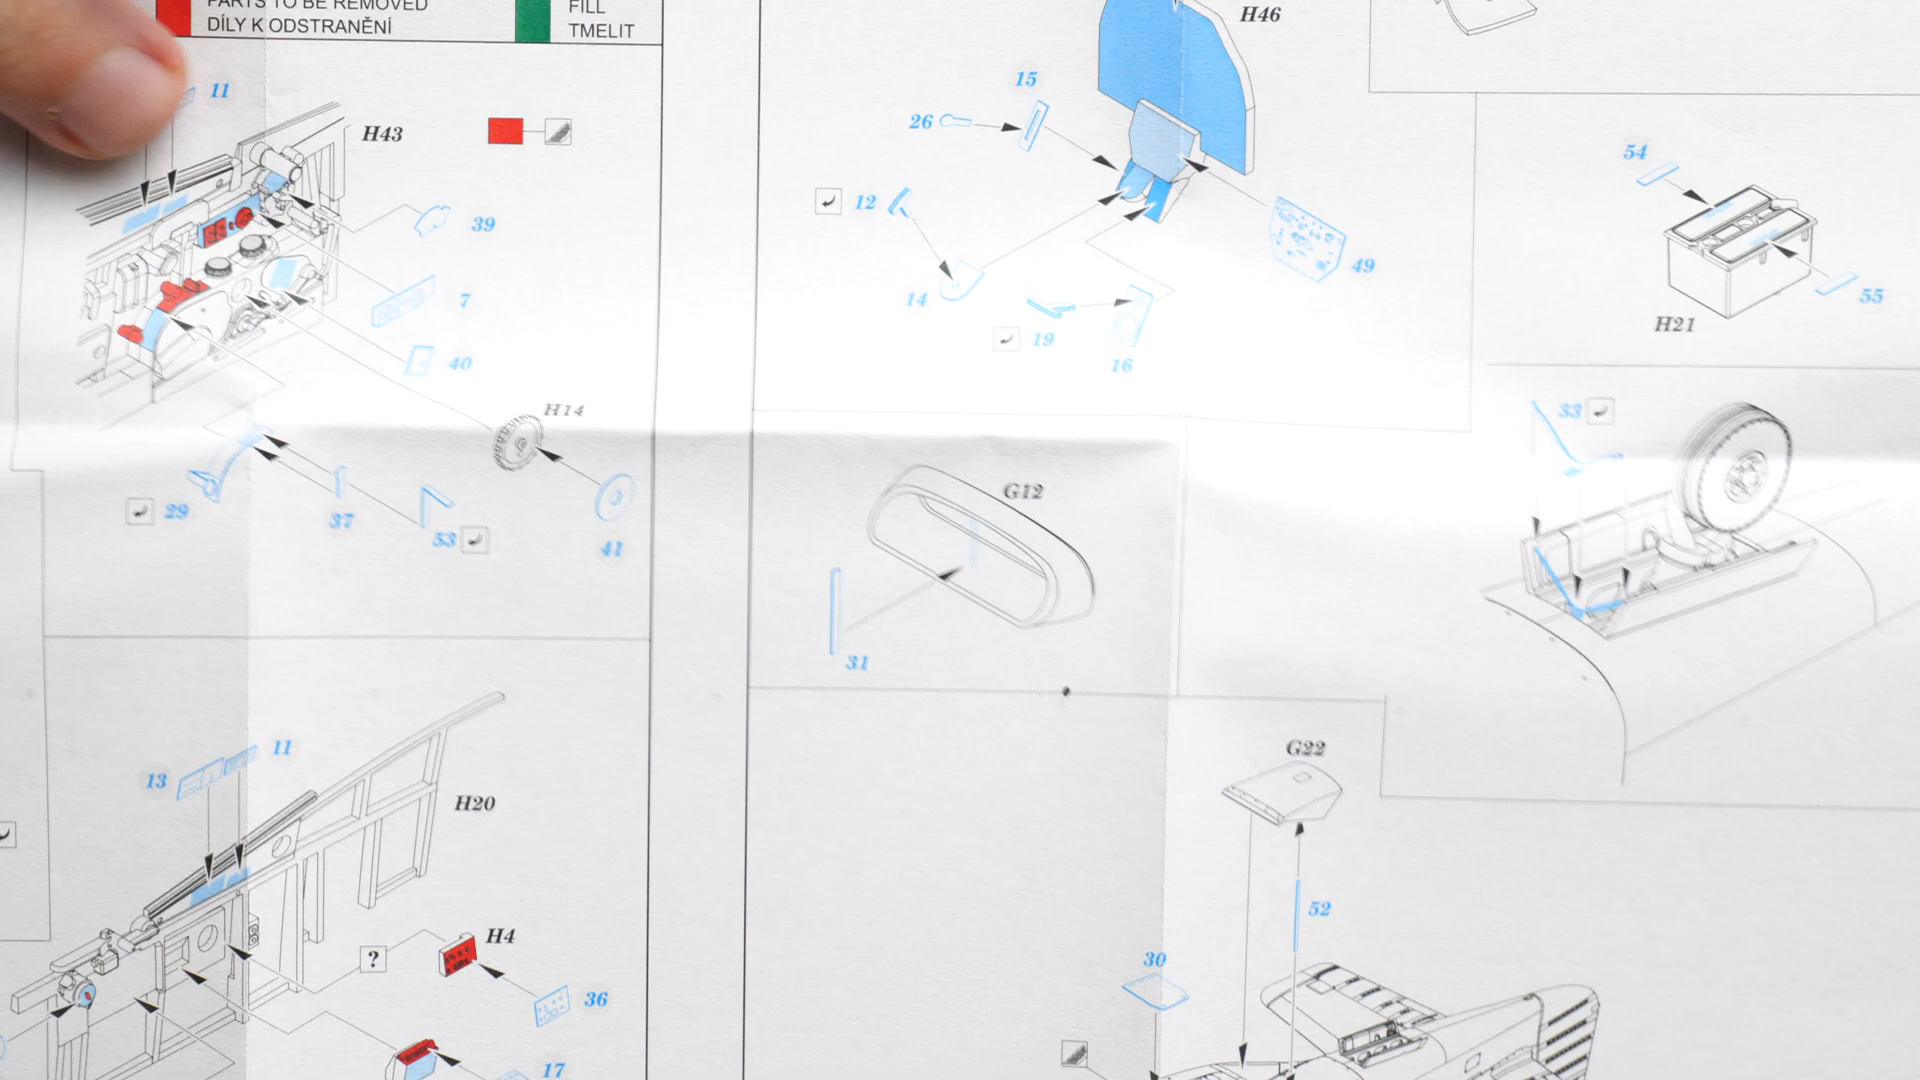 PARTS TO BE REMOVED
DÍLY K ODSTRANĚNÍ
FILL
TMELIT
11
H43
39
7
40
H14
29
37
53
41
13
11
H20
H4
?
36
17
H46
15
26
12
14
19
16
49
54
55
H21
33
G12
31
G22
52
30